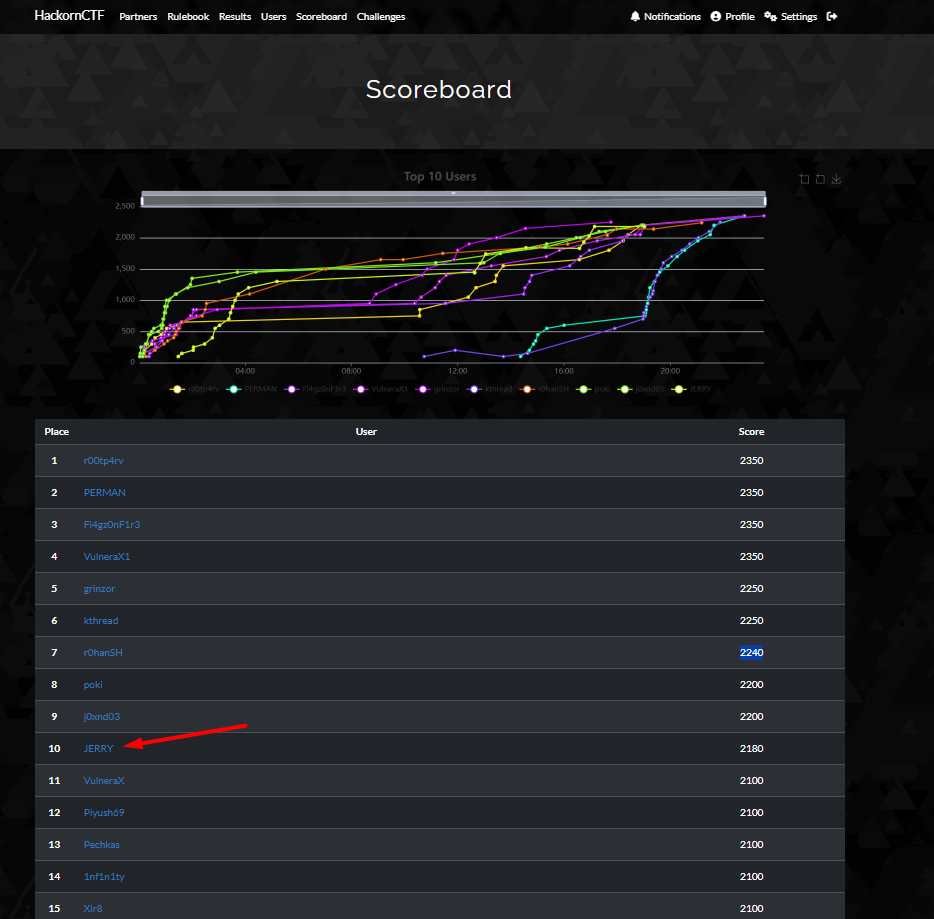 HackornCTF Partners Rulebook Results Users Scoreboard Challenges Notifications Profile Settings
Scoreboard
Top 10 Users
2,500
2,000
1,500
1,000
500
0
04:00 08:00 12:00 16:00 20:00
r00tp4rv PERMAN Fl4gz0nF1r3 VulneraX1 grinzor kthread r0hanSH poki j0xnd03 JERRY
Place User Score
1 r00tp4rv 2350
2 PERMAN 2350
3 Fl4gz0nF1r3 2350
4 VulneraX1 2350
5 grinzor 2250
6 kthread 2250
7 r0hanSH 2240
8 poki 2200
9 j0xnd03 2200
10 JERRY 2180
11 VulneraX 2100
12 Piyush69 2100
13 Pechkas 2100
14 1nf1n1ty 2100
15 Xlr8 2100